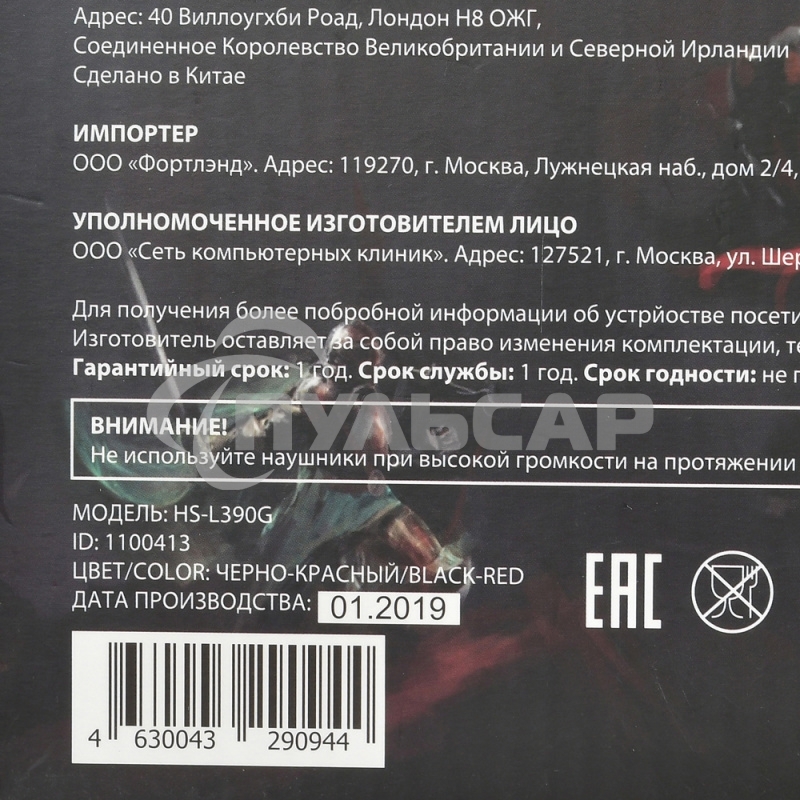 Адрес: 40 Виллоугхби Роад, Лондон Н8 ОЖГ,
Соединенное Королевство Великобритании и Северной Ирландии
Сделано в Китае
ИМПОРТЕР
ООО «Фортлэнд». Адрес: 119270, г. Москва, Лужнецкая наб., дом 2/4,
УПОЛНОМОЧЕННОЕ ИЗГОТОВИТЕЛЕМ ЛИЦО
ООО «Сеть компьютерных клиник». Адрес: 127521, г. Москва, ул. Шер
Для получения более побробной информации об устрйостве посети
Изготовитель оставляет за собой право изменения комплектации, те
Гарантийный срок: 1 год. Срок службы: 1 год. Срок годности: не
ПУЛЬСАР
ВНИМАНИЕ!
Не используйте наушники при высокой громкости на протяжении
МОДЕЛЬ: HS-L390G
ID: 1100413
ЦВЕТ/COLOR: ЧЕРНО-КРАСНЫЙ/BLACK-RED
ДАТА ПРОИЗВОДСТВА: 01.2019
EAC
4 630043 290944